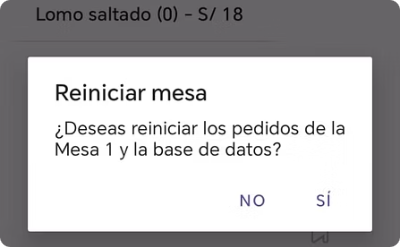 Lomo saltado (0) - S/ 18
Reiniciar mesa
¿Deseas reiniciar los pedidos de la
Mesa 1 y la base de datos?
NO SÍ